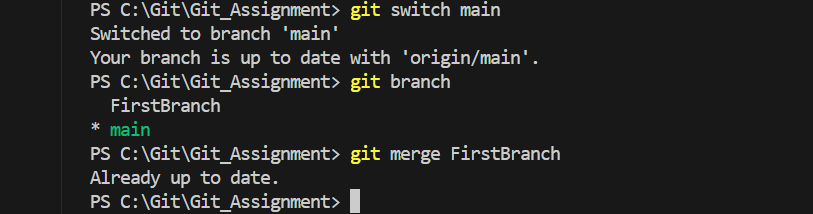 PS C:\Git\Git_Assignment> git switch main
Switched to branch 'main'
Your branch is up to date with 'origin/main'.
PS C:\Git\Git_Assignment> git branch
  FirstBranch
* main
PS C:\Git\Git_Assignment> git merge FirstBranch
Already up to date.
PS C:\Git\Git_Assignment>